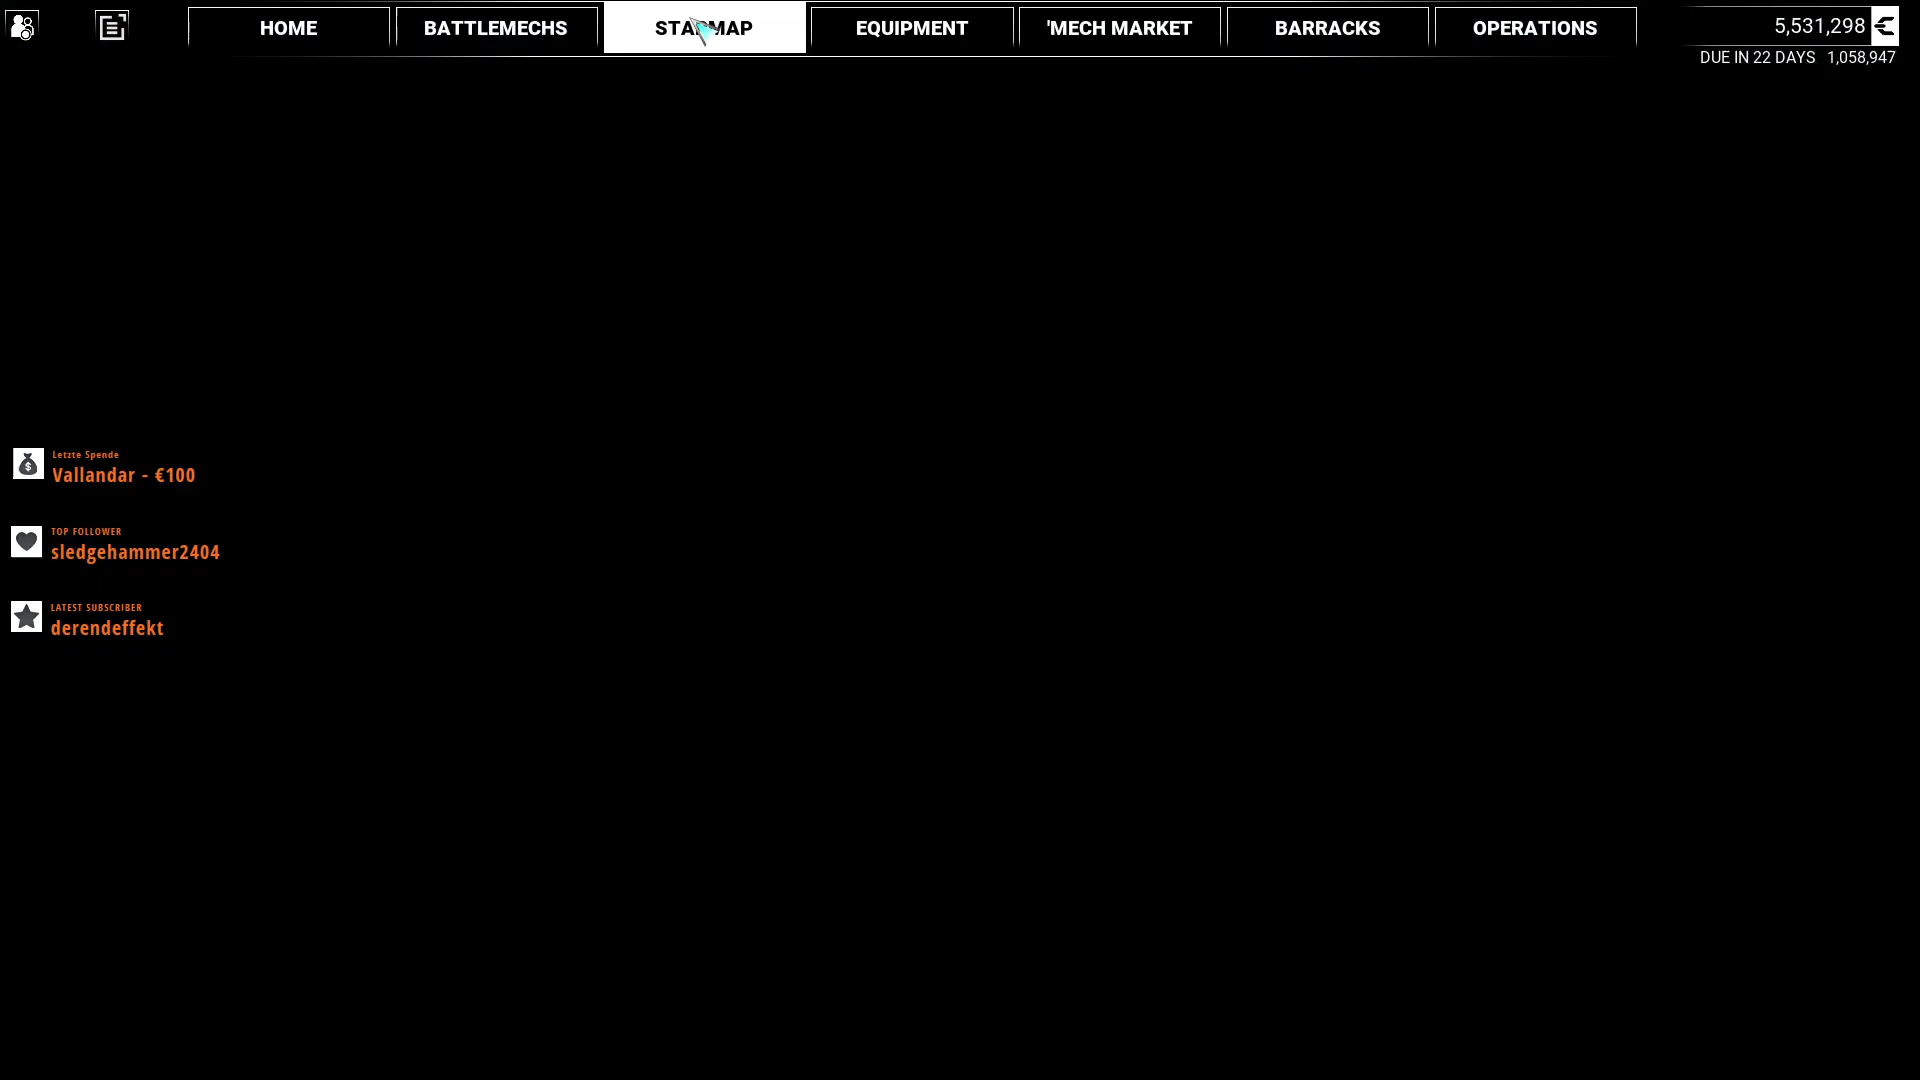 HOME
BATTLEMECHS
STARMAP
EQUIPMENT
'MECH MARKET
BARRACKS
OPERATIONS
5,531,298
DUE IN 22 DAYS 1,058,947
Letzte Spende
Vallandar - €100
TOP FOLLOWER
sledgehammer2404
LATEST SUBSCRIBER
derendeffekt